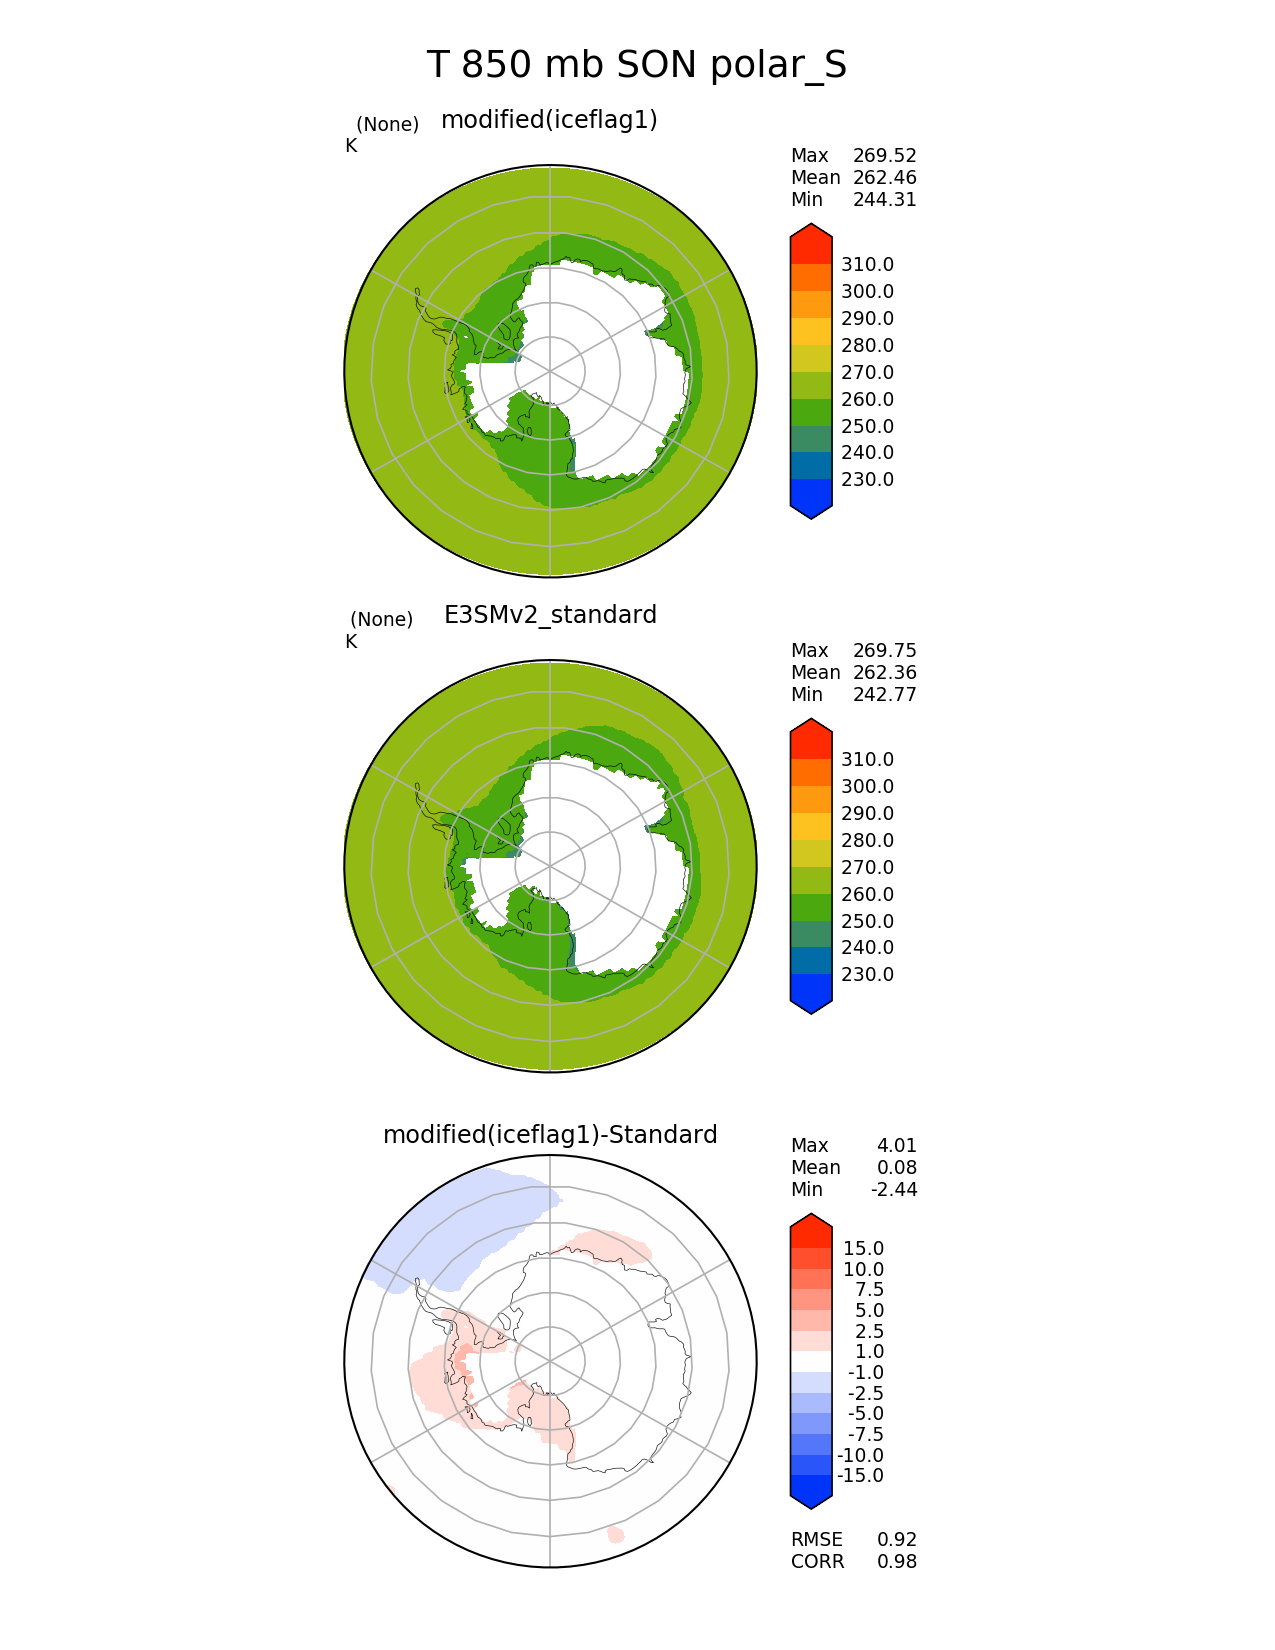 T 850 mb SON polar_S
(None) modified(iceflag1)
K
Max 269.52
Mean 262.46
Min 244.31
310.0
300.0
290.0
280.0
270.0
260.0
250.0
240.0
230.0
(None) E3SMv2_standard
K
Max 269.75
Mean 262.36
Min 242.77
310.0
300.0
290.0
280.0
270.0
260.0
250.0
240.0
230.0
modified(iceflag1)-Standard
Max 4.01
Mean 0.08
Min -2.44
15.0
10.0
7.5
5.0
2.5
1.0
-1.0
-2.5
-5.0
-7.5
-10.0
-15.0
RMSE 0.92
CORR 0.98